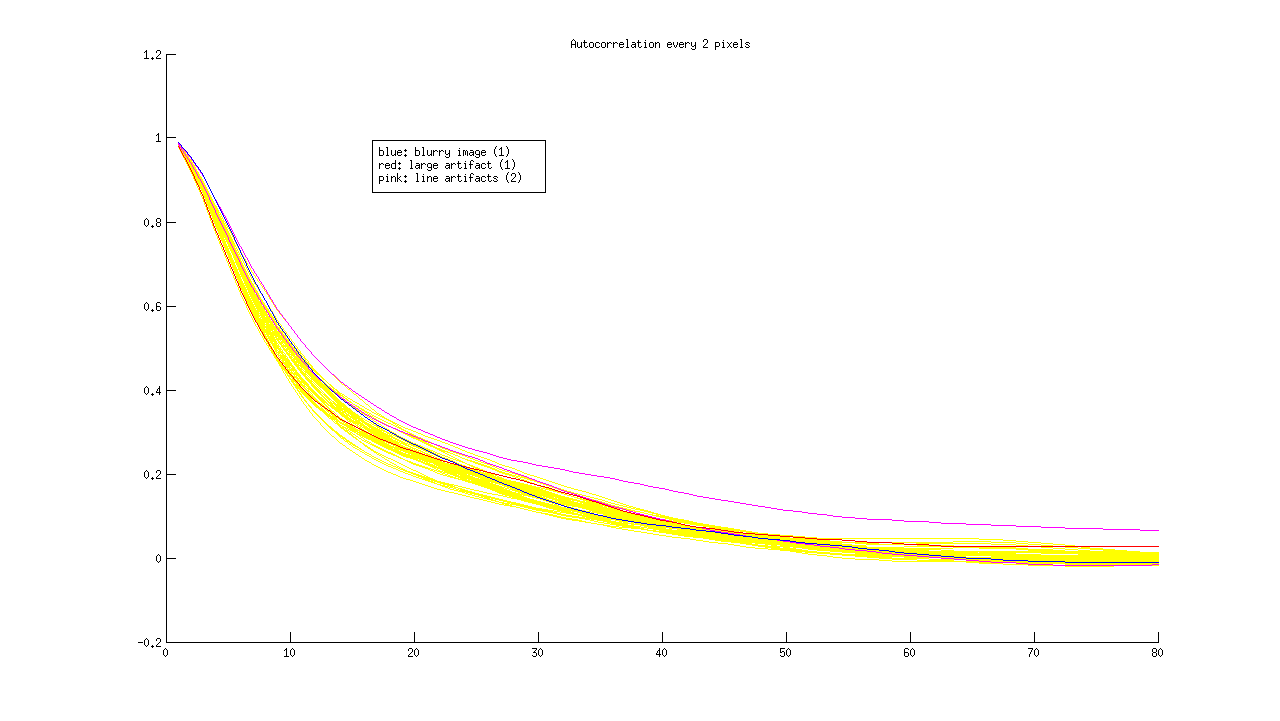 Autocorrelation every 2 pixels
1.2
1
0.8
0.6
0.4
0.2
0
-0.2
blue: blurry image (1)
red: large artifact (1)
pink: line artifacts (2)
0 10 20 30 40 50 60 70 80